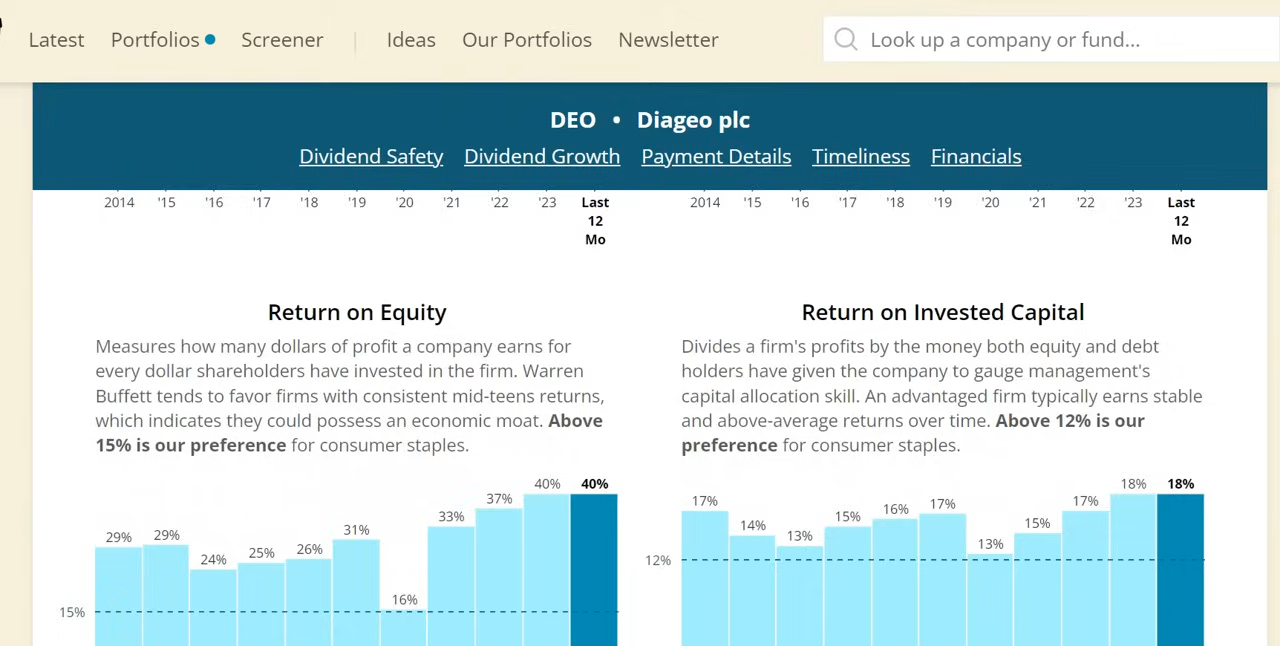 Latest Portfolios Screener Ideas Our Portfolios Newsletter Look up a company or fund...
DEO • Diageo plc
Dividend Safety Dividend Growth Payment Details Timeliness Financials
2014 '15 '16 '17 '18 '19 '20 '21 '22 '23 Last
12
Mo
2014 '15 '16 '17 '18 '19 '20 '21 '22 '23 Last
12
Mo
Return on Equity
Measures how many dollars of profit a company earns for
every dollar shareholders have invested in the firm. Warren
Buffett tends to favor firms with consistent mid-teens returns,
which indicates they could possess an economic moat. Above
15% is our preference for consumer staples.
29% 29% 24% 25% 26% 31% 16% 33% 37% 40% 40%
15%
Return on Invested Capital
Divides a firm's profits by the money both equity and debt
holders have given the company to gauge management's
capital allocation skill. An advantaged firm typically earns stable
and above-average returns over time. Above 12% is our
preference for consumer staples.
17% 14% 13% 15% 16% 17% 13% 15% 17% 18% 18%
12%